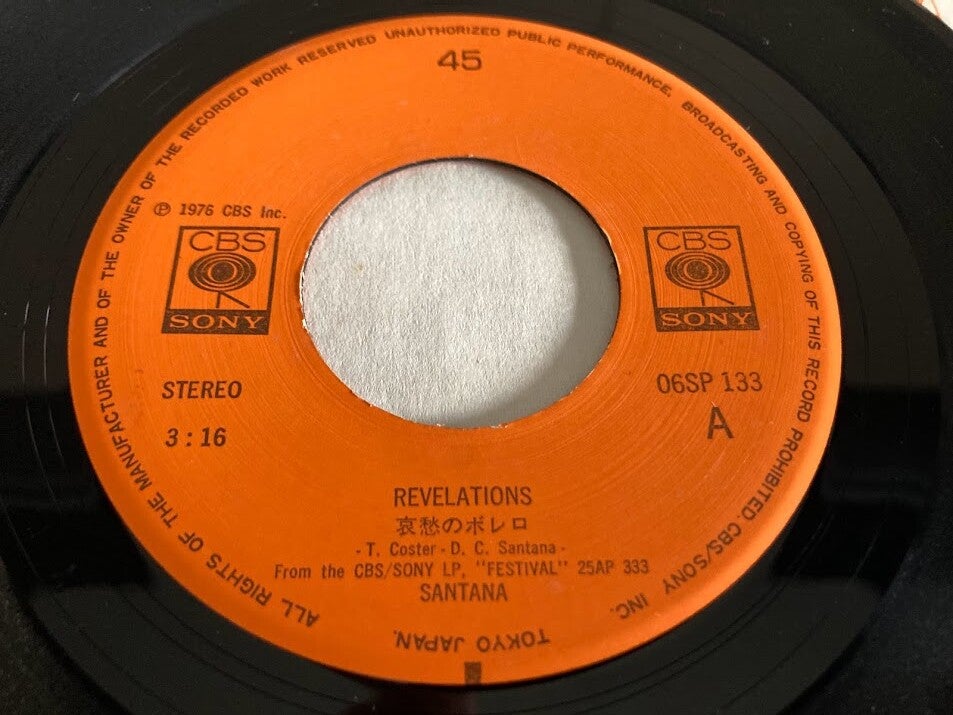 45
ALL RIGHTS OF THE MANUFACTURER AND OF THE OWNER OF THE RECORDED WORK RESERVED UNAUTHORIZED PUBLIC PERFORMANCE, BROADCASTING AND COPYING OF THIS RECORD PROHIBITED. CBS/SONY INC.
TOKYO JAPAN.
℗ 1976 CBS Inc.
CBS
SONY
CBS
SONY
STEREO
06SP 133
3:16
A
REVELATIONS
哀愁のボレロ
- T. Coster - D. C. Santana -
From the CBS/SONY LP, "FESTIVAL" 25AP 333
SANTANA